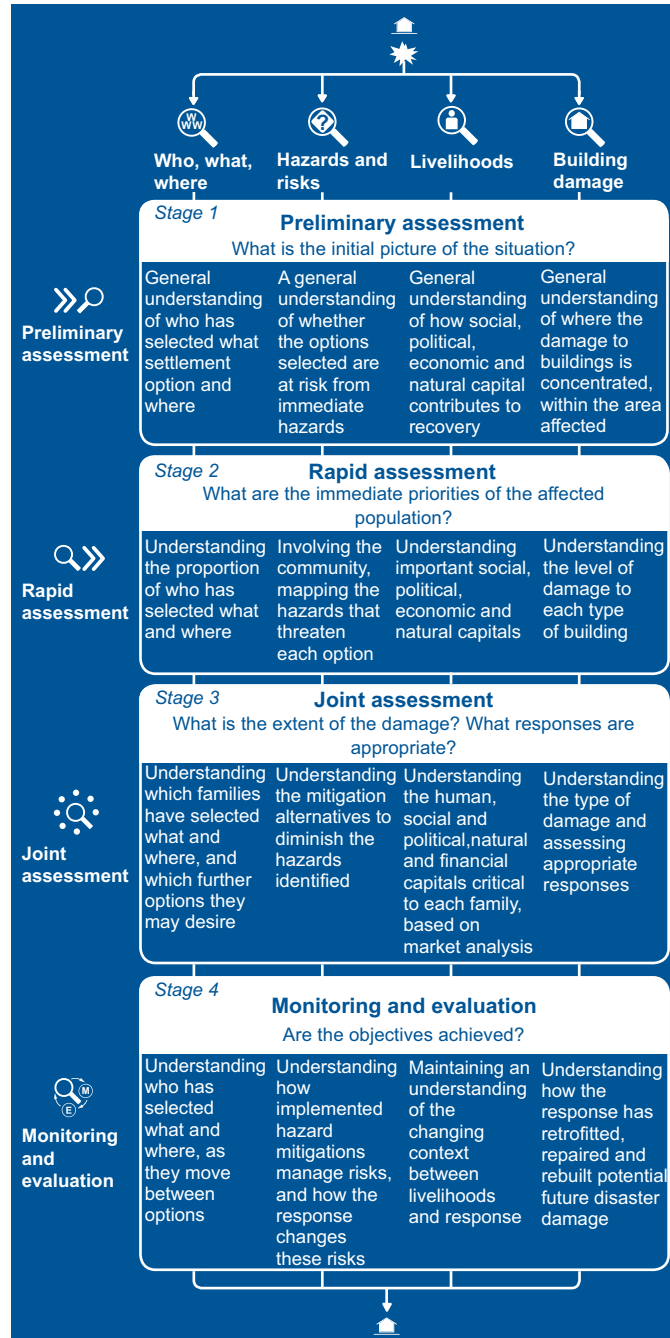 W
WW
?
Who, what,
where
Hazards and
risks
Livelihoods
Building
damage
Stage 1
Preliminary assessment
What is the initial picture of the situation?
Preliminary
assessment
General
understanding
of who has
selected what
settlement
option and
where
A general
understanding
of whether
the options
selected are
at risk from
immediate
hazards
General
understanding
of how social,
political,
economic and
natural capital
contributes to
recovery
General
understanding
of where the
damage to
buildings is
concentrated,
within the area
affected
Stage 2
Rapid assessment
What are the immediate priorities of the affected
population?
Rapid
assessment
Understanding
the proportion
of who has
selected what
and where
Involving the
community,
mapping the
hazards that
threaten
each option
Understanding
important social,
political,
economic and
natural capitals
Understanding
the level of
damage to
each type
of building
Stage 3
Joint assessment
What is the extent of the damage? What responses are
appropriate?
Joint
assessment
Understanding
which families
have selected
what and
where, and
which further
options they
may desire
Understanding
the mitigation
alternatives to
diminish the
hazards
identified
Understanding
the human,
social and
political,natural
and financial
capitals critical
to each family,
based on
market analysis
Understanding
the type of
damage and
assessing
appropriate
responses
Stage 4
Monitoring and evaluation
Are the objectives achieved?
M
E
Monitoring
and
evaluation
Understanding
who has
selected
what and
where, as
they move
between
options
Understanding
how
implemented
hazard
mitigations
manage risks,
and how the
response
changes
these risks
Maintaining an
understanding
of the
changing
context
between
livelihoods
and response
Understanding
how the
response has
retrofitted,
repaired and
rebuilt potential
future disaster
damage